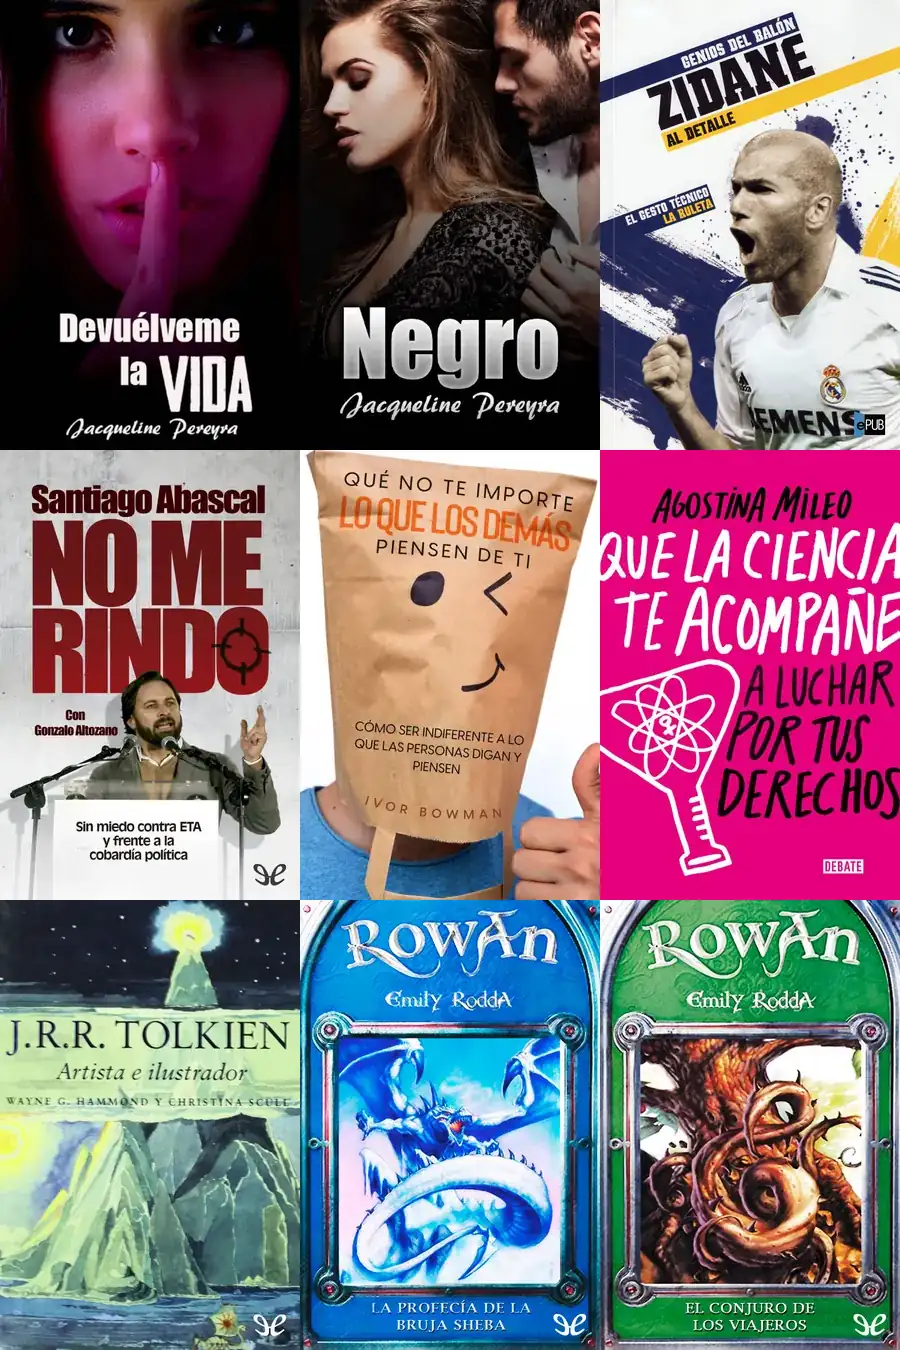 Devuélveme
la VIDA
Jacqueline Pereyra
Negro
Jacqueline Pereyra
GENIOS DEL BALÓN
ZIDANE
AL DETALLE
EL GESTO TÉCNICO
LA RULETA
SIEMENS
ePUB
Santiago Abascal
NO ME
RINDO
Con
Gonzalo Altozano
Sin miedo contra ETA
y frente a la
cobardía política
QUÉ NO TE IMPORTE
LO QUE LOS DEMÁS
PIENSEN DE TI
CÓMO SER INDIFERENTE A LO
QUE LAS PERSONAS DIGAN Y
PIENSEN
IVOR BOWMAN
AGOSTINA MILEO
QUE LA CIENCIA
TE ACOMPAÑE
A LUCHAR
POR TUS
DERECHOS
DEBATE
J.R.R. TOLKIEN
Artista e ilustrador
WAYNE G. HAMMOND Y CHRISTINA SCULL
ROWAN
Emily Rodda
LA PROFECÍA DE LA
BRUJA SHEBA
ROWAN
Emily Rodda
EL CONJURO DE
LOS VIAJEROS